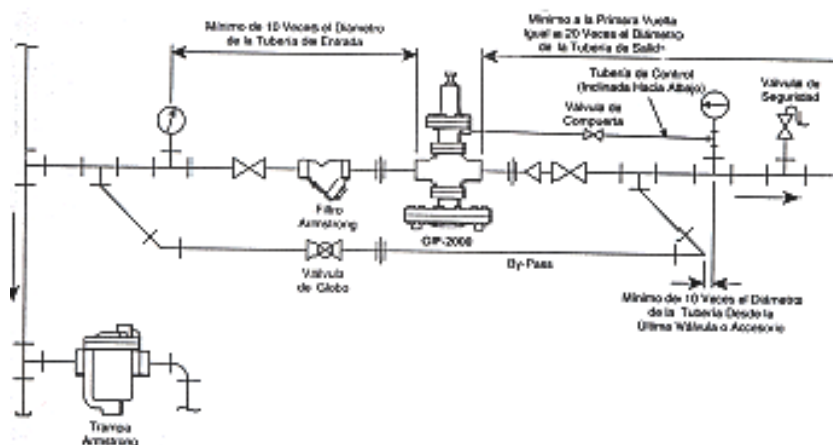 Mínimo de 10 Veces el Diámetro
de la Tubería de Entrada
Mínimo a la Primera Vuelta
Igual a 20 Veces el Diámetro
de la Tubería de Salida
Tubería de Control
(Inclinada Hacia Abajo)
Válvula de
Seguridad
Válvula de
Compuerta
Filtro
Armstrong
GP-2000
Válvula
de Globo
By-Pass
Mínimo de 10 Veces el Diámetro
de la Tubería Desde la
Última Válvula o Accesorio
Trampa
Armstrong